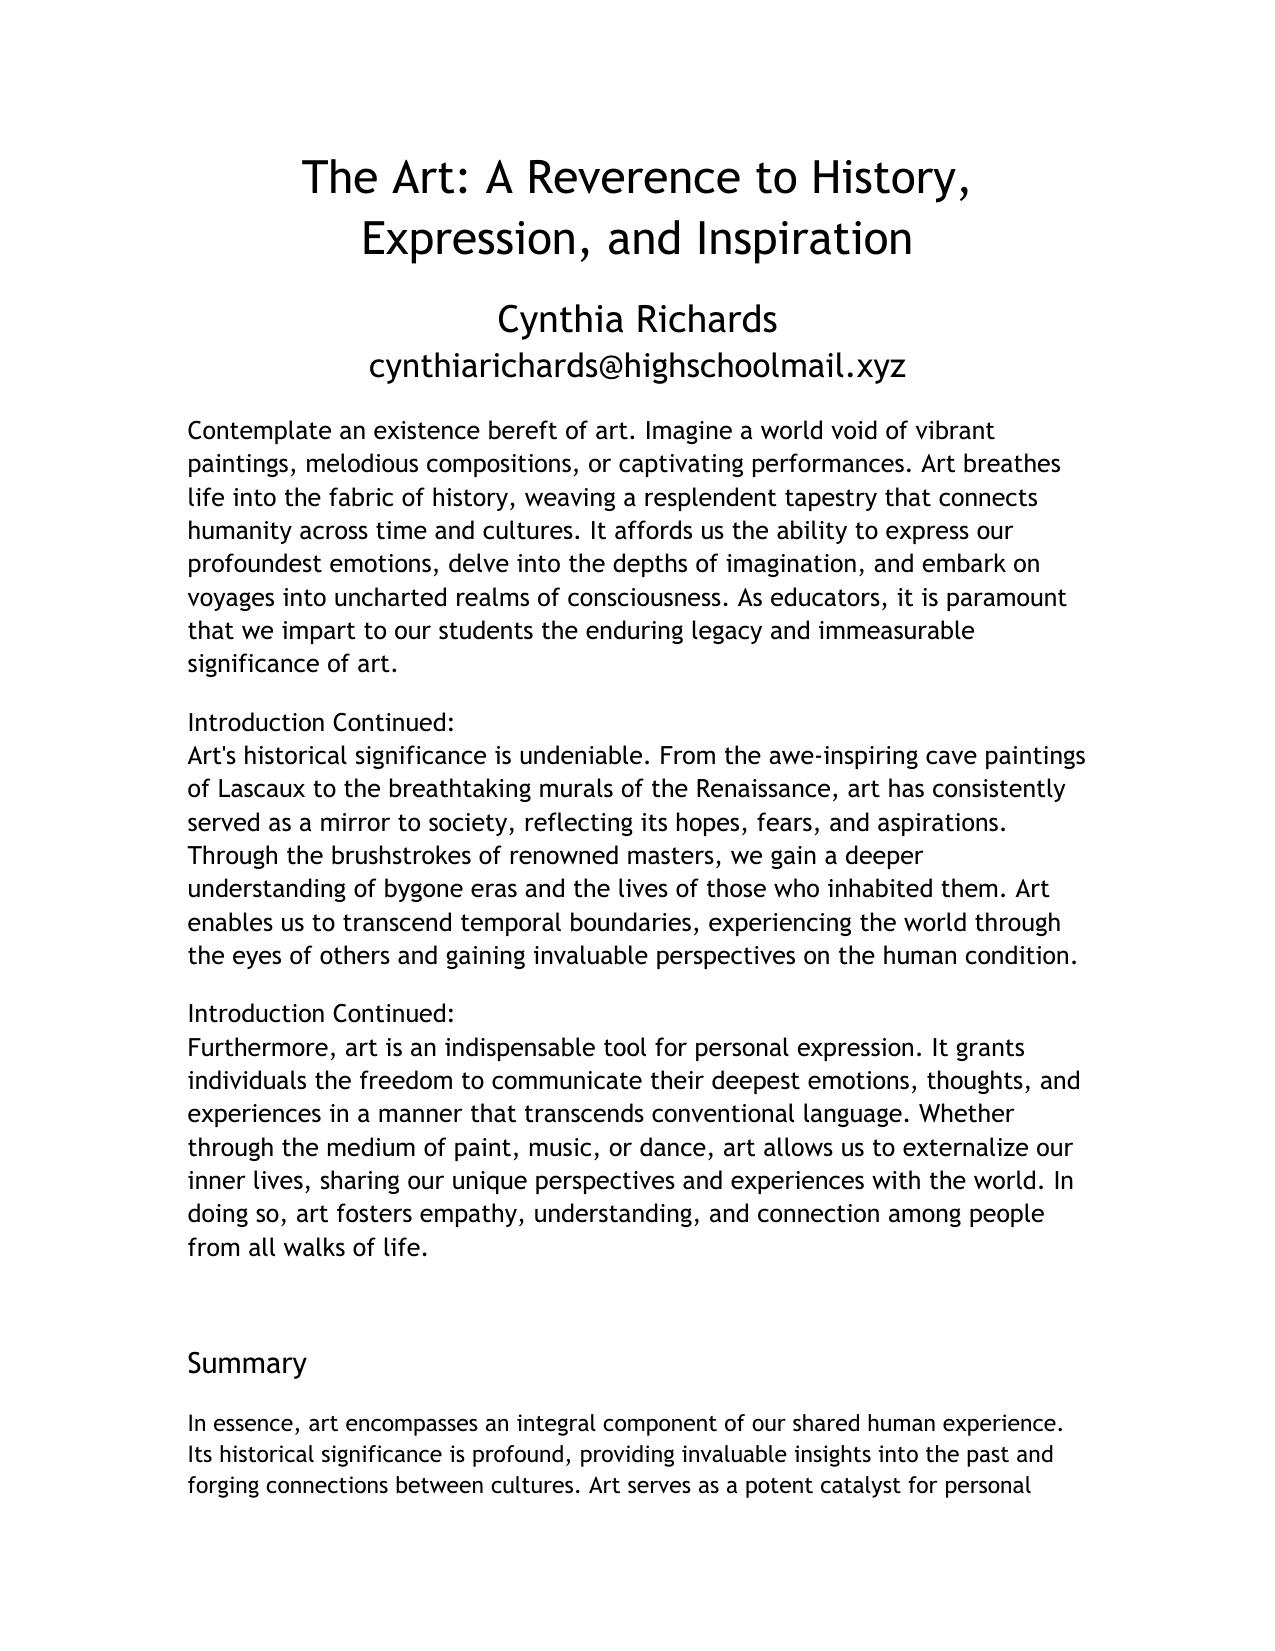 The Art: A Reverence to History,
Expression, and Inspiration
Cynthia Richards
cynthiarichards@highschoolmail.xyz
Contemplate an existence bereft of art. Imagine a world void of vibrant
paintings, melodious compositions, or captivating performances. Art breathes
life into the fabric of history, weaving a resplendent tapestry that connects
humanity across time and cultures. It affords us the ability to express our
profoundest emotions, delve into the depths of imagination, and embark on
voyages into uncharted realms of consciousness. As educators, it is paramount
that we impart to our students the enduring legacy and immeasurable
significance of art.
Introduction Continued:
Art's historical significance is undeniable. From the awe-inspiring cave paintings
of Lascaux to the breathtaking murals of the Renaissance, art has consistently
served as a mirror to society, reflecting its hopes, fears, and aspirations.
Through the brushstrokes of renowned masters, we gain a deeper
understanding of bygone eras and the lives of those who inhabited them. Art
enables us to transcend temporal boundaries, experiencing the world through
the eyes of others and gaining invaluable perspectives on the human condition.
Introduction Continued:
Furthermore, art is an indispensable tool for personal expression. It grants
individuals the freedom to communicate their deepest emotions, thoughts, and
experiences in a manner that transcends conventional language. Whether
through the medium of paint, music, or dance, art allows us to externalize our
inner lives, sharing our unique perspectives and experiences with the world. In
doing so, art fosters empathy, understanding, and connection among people
from all walks of life.
Summary
In essence, art encompasses an integral component of our shared human experience.
Its historical significance is profound, providing invaluable insights into the past and
forging connections between cultures. Art serves as a potent catalyst for personal